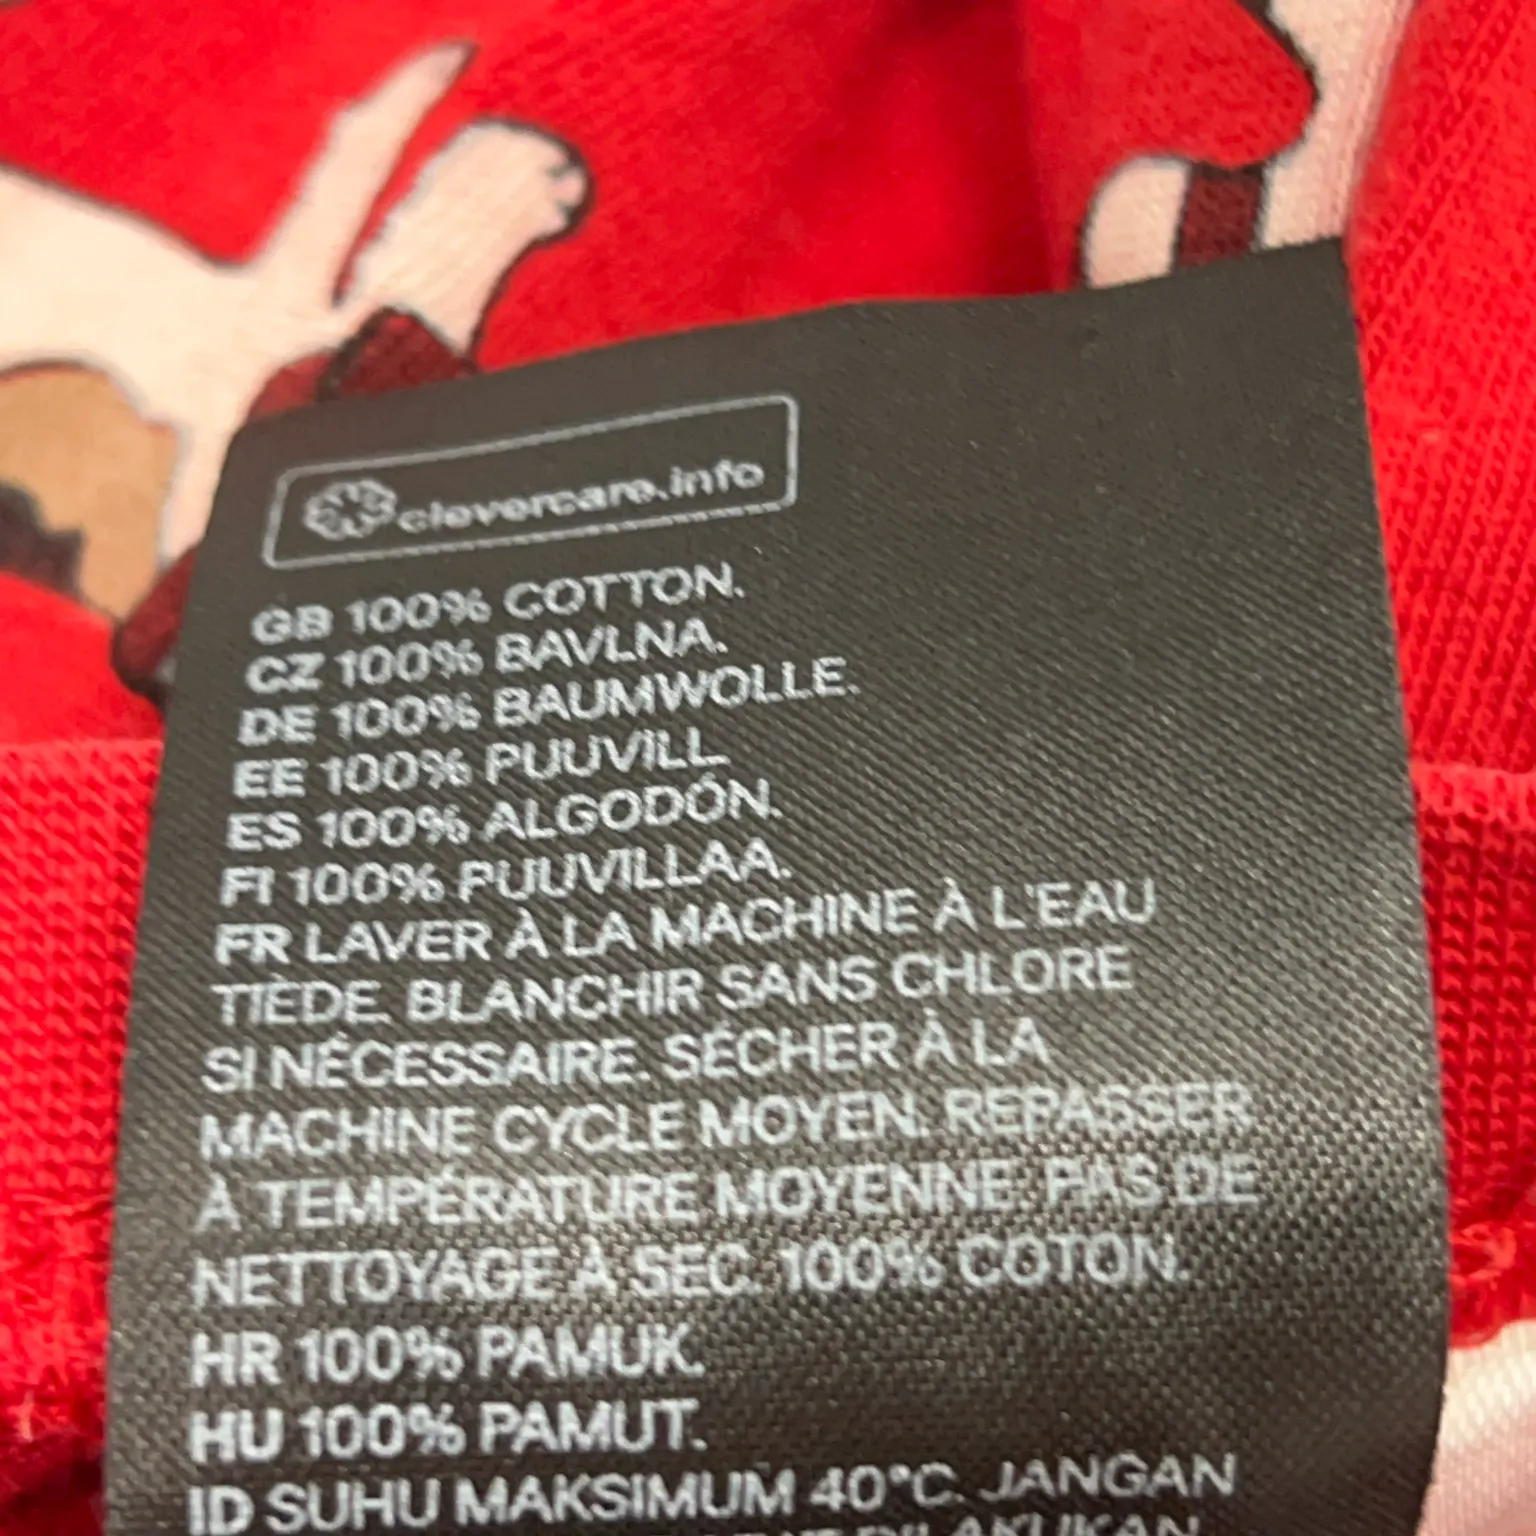 clevercare.info
GB 100% COTTON.
CZ 100% BAVLNA.
DE 100% BAUMWOLLE.
EE 100% PUUVILL
ES 100% ALGODÓN.
FI 100% PUUVILLAA.
FR LAVER À LA MACHINE À L'EAU
TIÈDE. BLANCHIR SANS CHLORE
SI NÉCESSAIRE. SÉCHER À LA
MACHINE CYCLE MOYEN. REPASSER
À TEMPÉRATURE MOYENNE. PAS DE
NETTOYAGE À SEC. 100% COTON.
HR 100% PAMUK.
HU 100% PAMUT.
ID SUHU MAKSIMUM 40°C. JANGAN